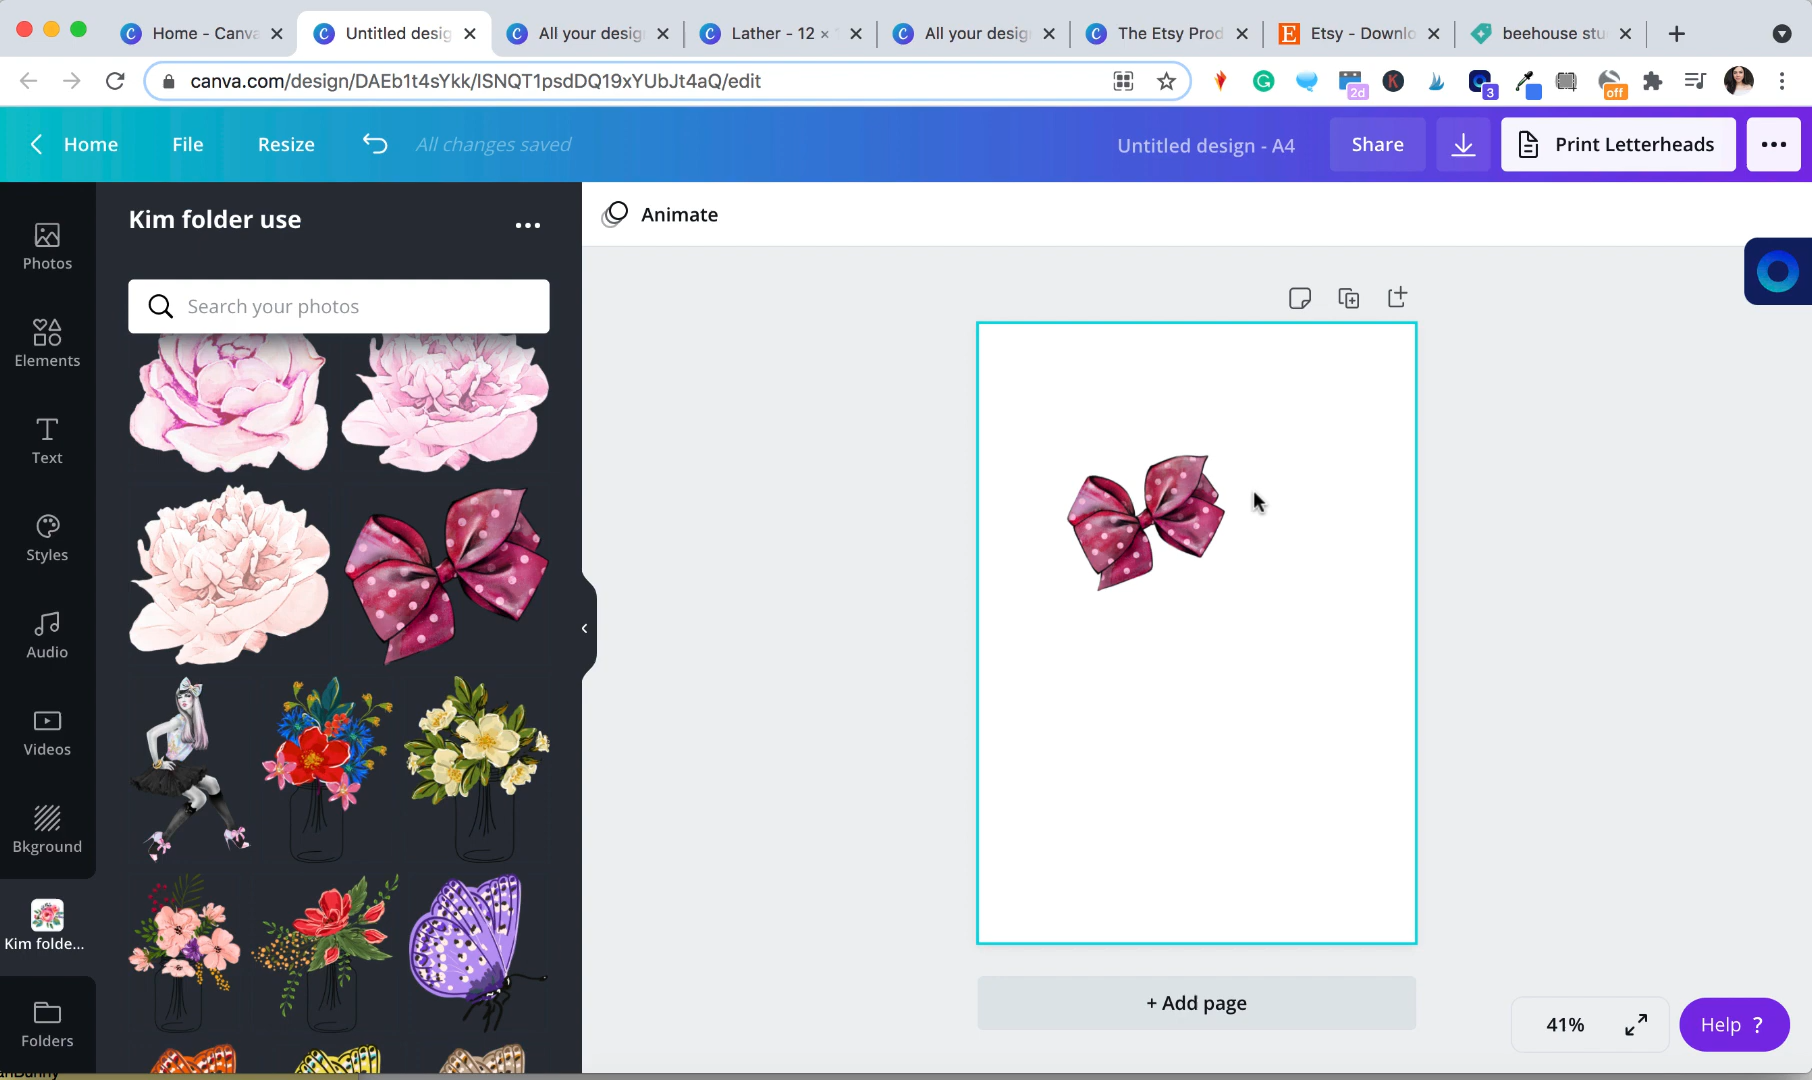 Home - Canva
Untitled desig
All your desig
Lather - 12 ×
All your desig
The Etsy Prod
Etsy - Downlo
beehouse stu
canva.com/design/DAEb1t4sYkk/ISNQT1psdDQ19xYUbJt4aQ/edit
2d
3
off
Home
File
Resize
All changes saved
Untitled design - A4
Share
Print Letterheads
Photos
Elements
Text
Styles
Audio
Videos
Bkground
Kim folde...
Folders
Kim folder use
Search your photos
Animate
+ Add page
41%
Help ?